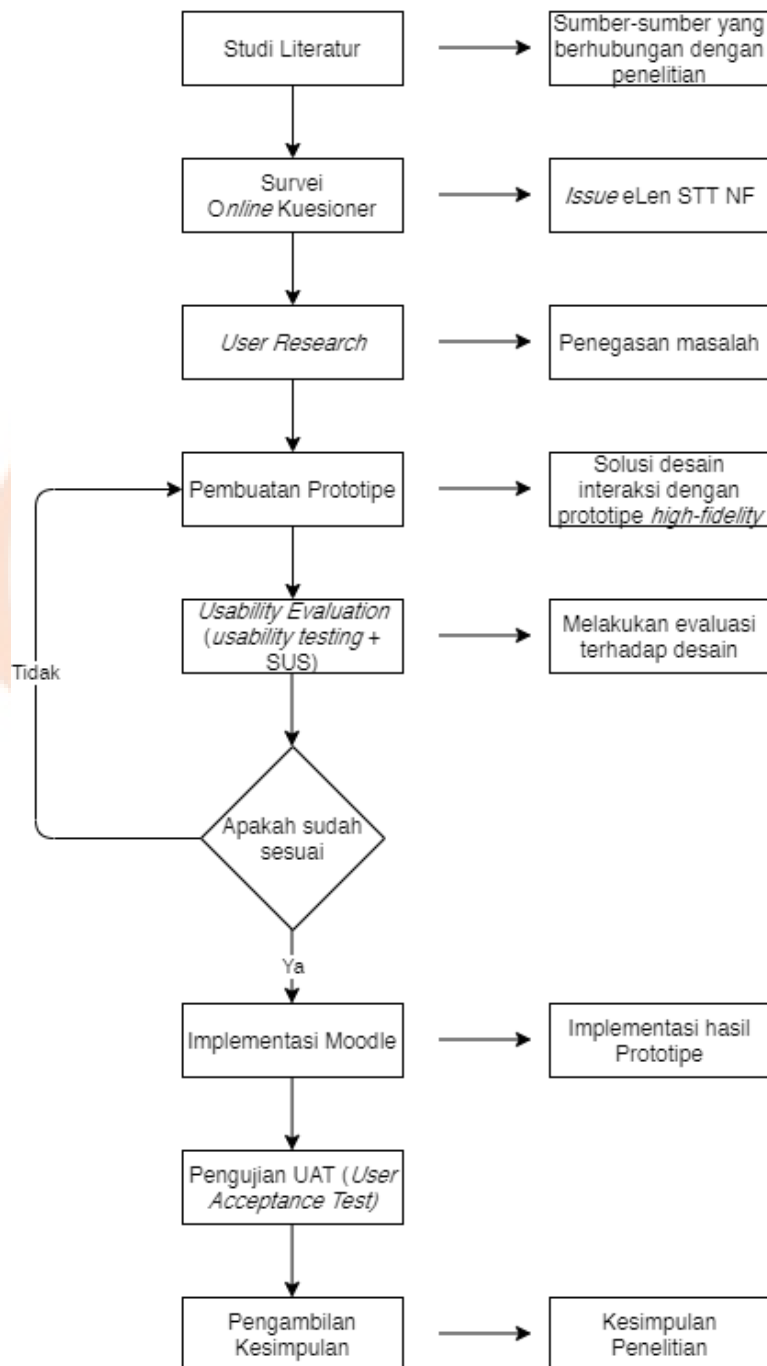 Studi Literatur
Sumber-sumber yang
berhubungan dengan
penelitian
Survei
Online Kuesioner
Issue eLen STT NF
User Research
Penegasan masalah
Pembuatan Prototipe
Solusi desain
interaksi dengan
prototipe high-fidelity
Usability Evaluation
(usability testing +
SUS)
Melakukan evaluasi
terhadap desain
Tidak
Apakah sudah
sesuai
Ya
Implementasi Moodle
Implementasi hasil
Prototipe
Pengujian UAT (User
Acceptance Test)
Pengambilan
Kesimpulan
Kesimpulan
Penelitian